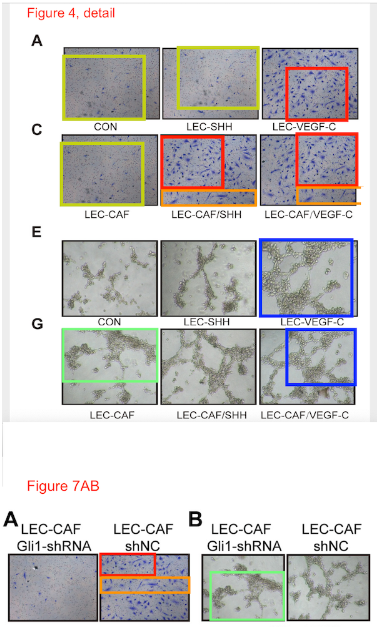 Figure 4, detail
A
CON
LEC-SHH
LEC-VEGF-C
C
LEC-CAF
LEC-CAF/SHH
LEC-CAF/VEGF-C
E
CON
LEC-SHH
LEC-VEGF-C
G
LEC-CAF
LEC-CAF/SHH
LEC-CAF/VEGF-C
Figure 7AB
A
LEC-CAF
Gli1-shRNA
LEC-CAF
shNC
B
LEC-CAF
Gli1-shRNA
LEC-CAF
shNC